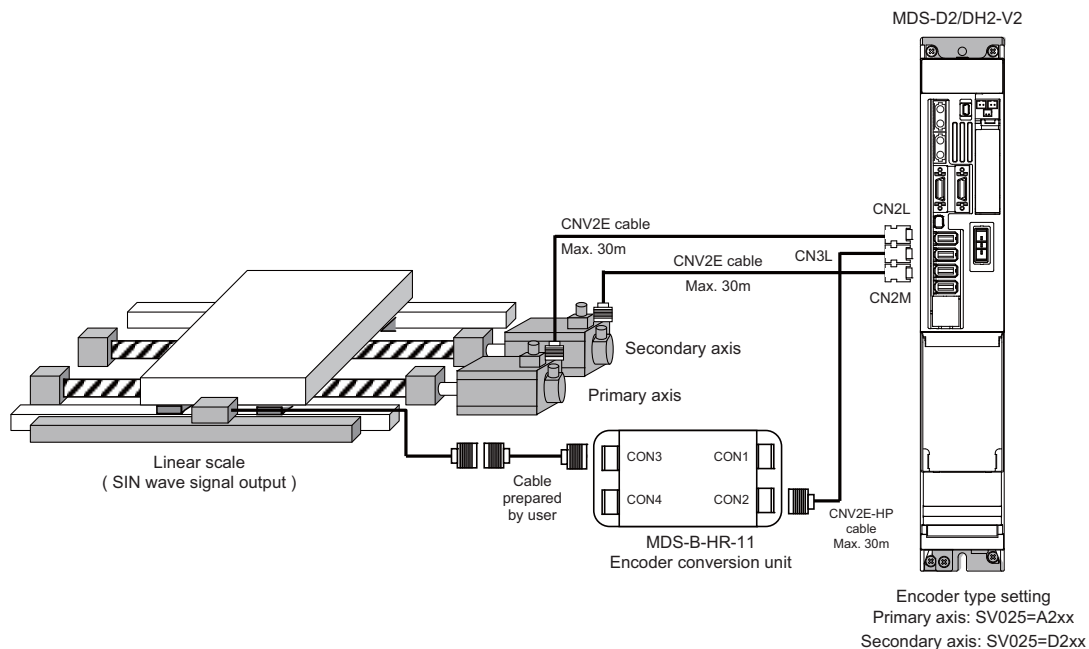 MDS-D2/DH2-V2
CN2L
CNV2E cable
Max. 30m
CN3L
CNV2E cable
Max. 30m
CN2M
Secondary axis
Primary axis
Linear scale
( SIN wave signal output )
Cable
prepared
by user
CON3
CON1
CON4
CON2
MDS-B-HR-11
Encoder conversion unit
CNV2E-HP
cable
Max. 30m
Encoder type setting
Primary axis: SV025=A2xx
Secondary axis: SV025=D2xx